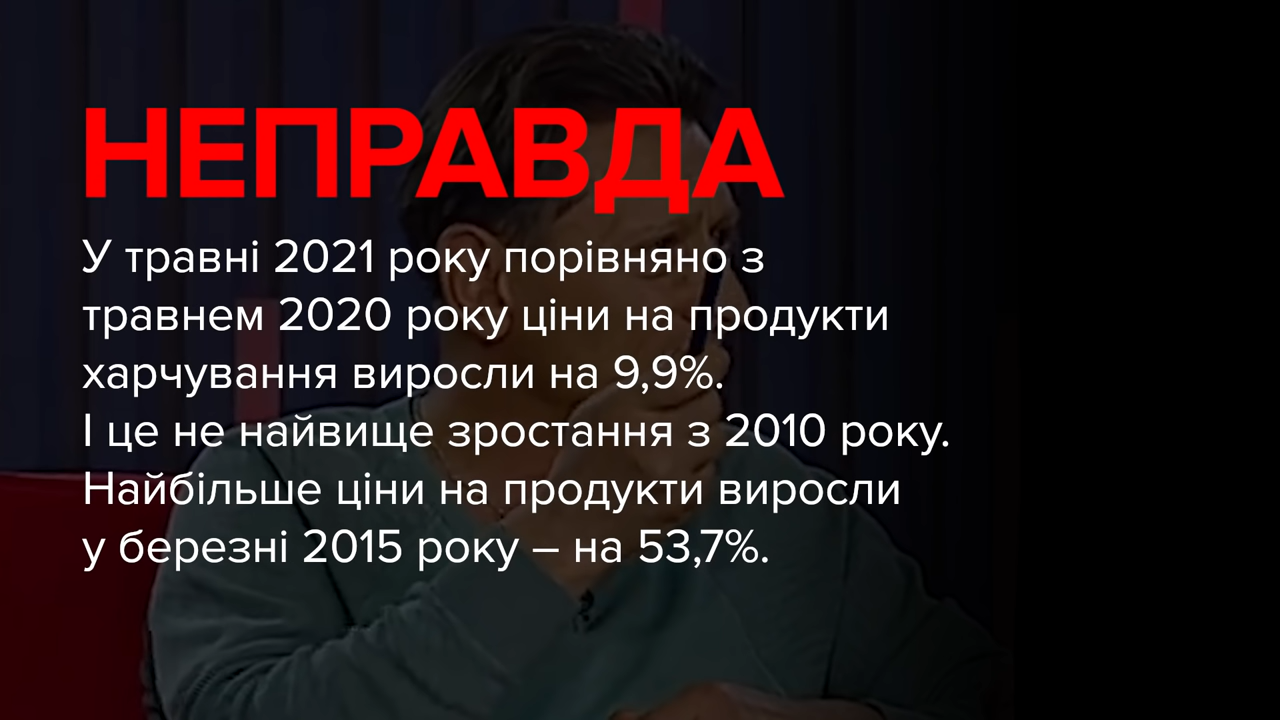 НЕПРАВДА
У травні 2021 року порівняно з
травнем 2020 року ціни на продукти
харчування виросли на 9,9%.
І це не найвище зростання з 2010 року.
Найбільше ціни на продукти виросли
у березні 2015 року – на 53,7%.